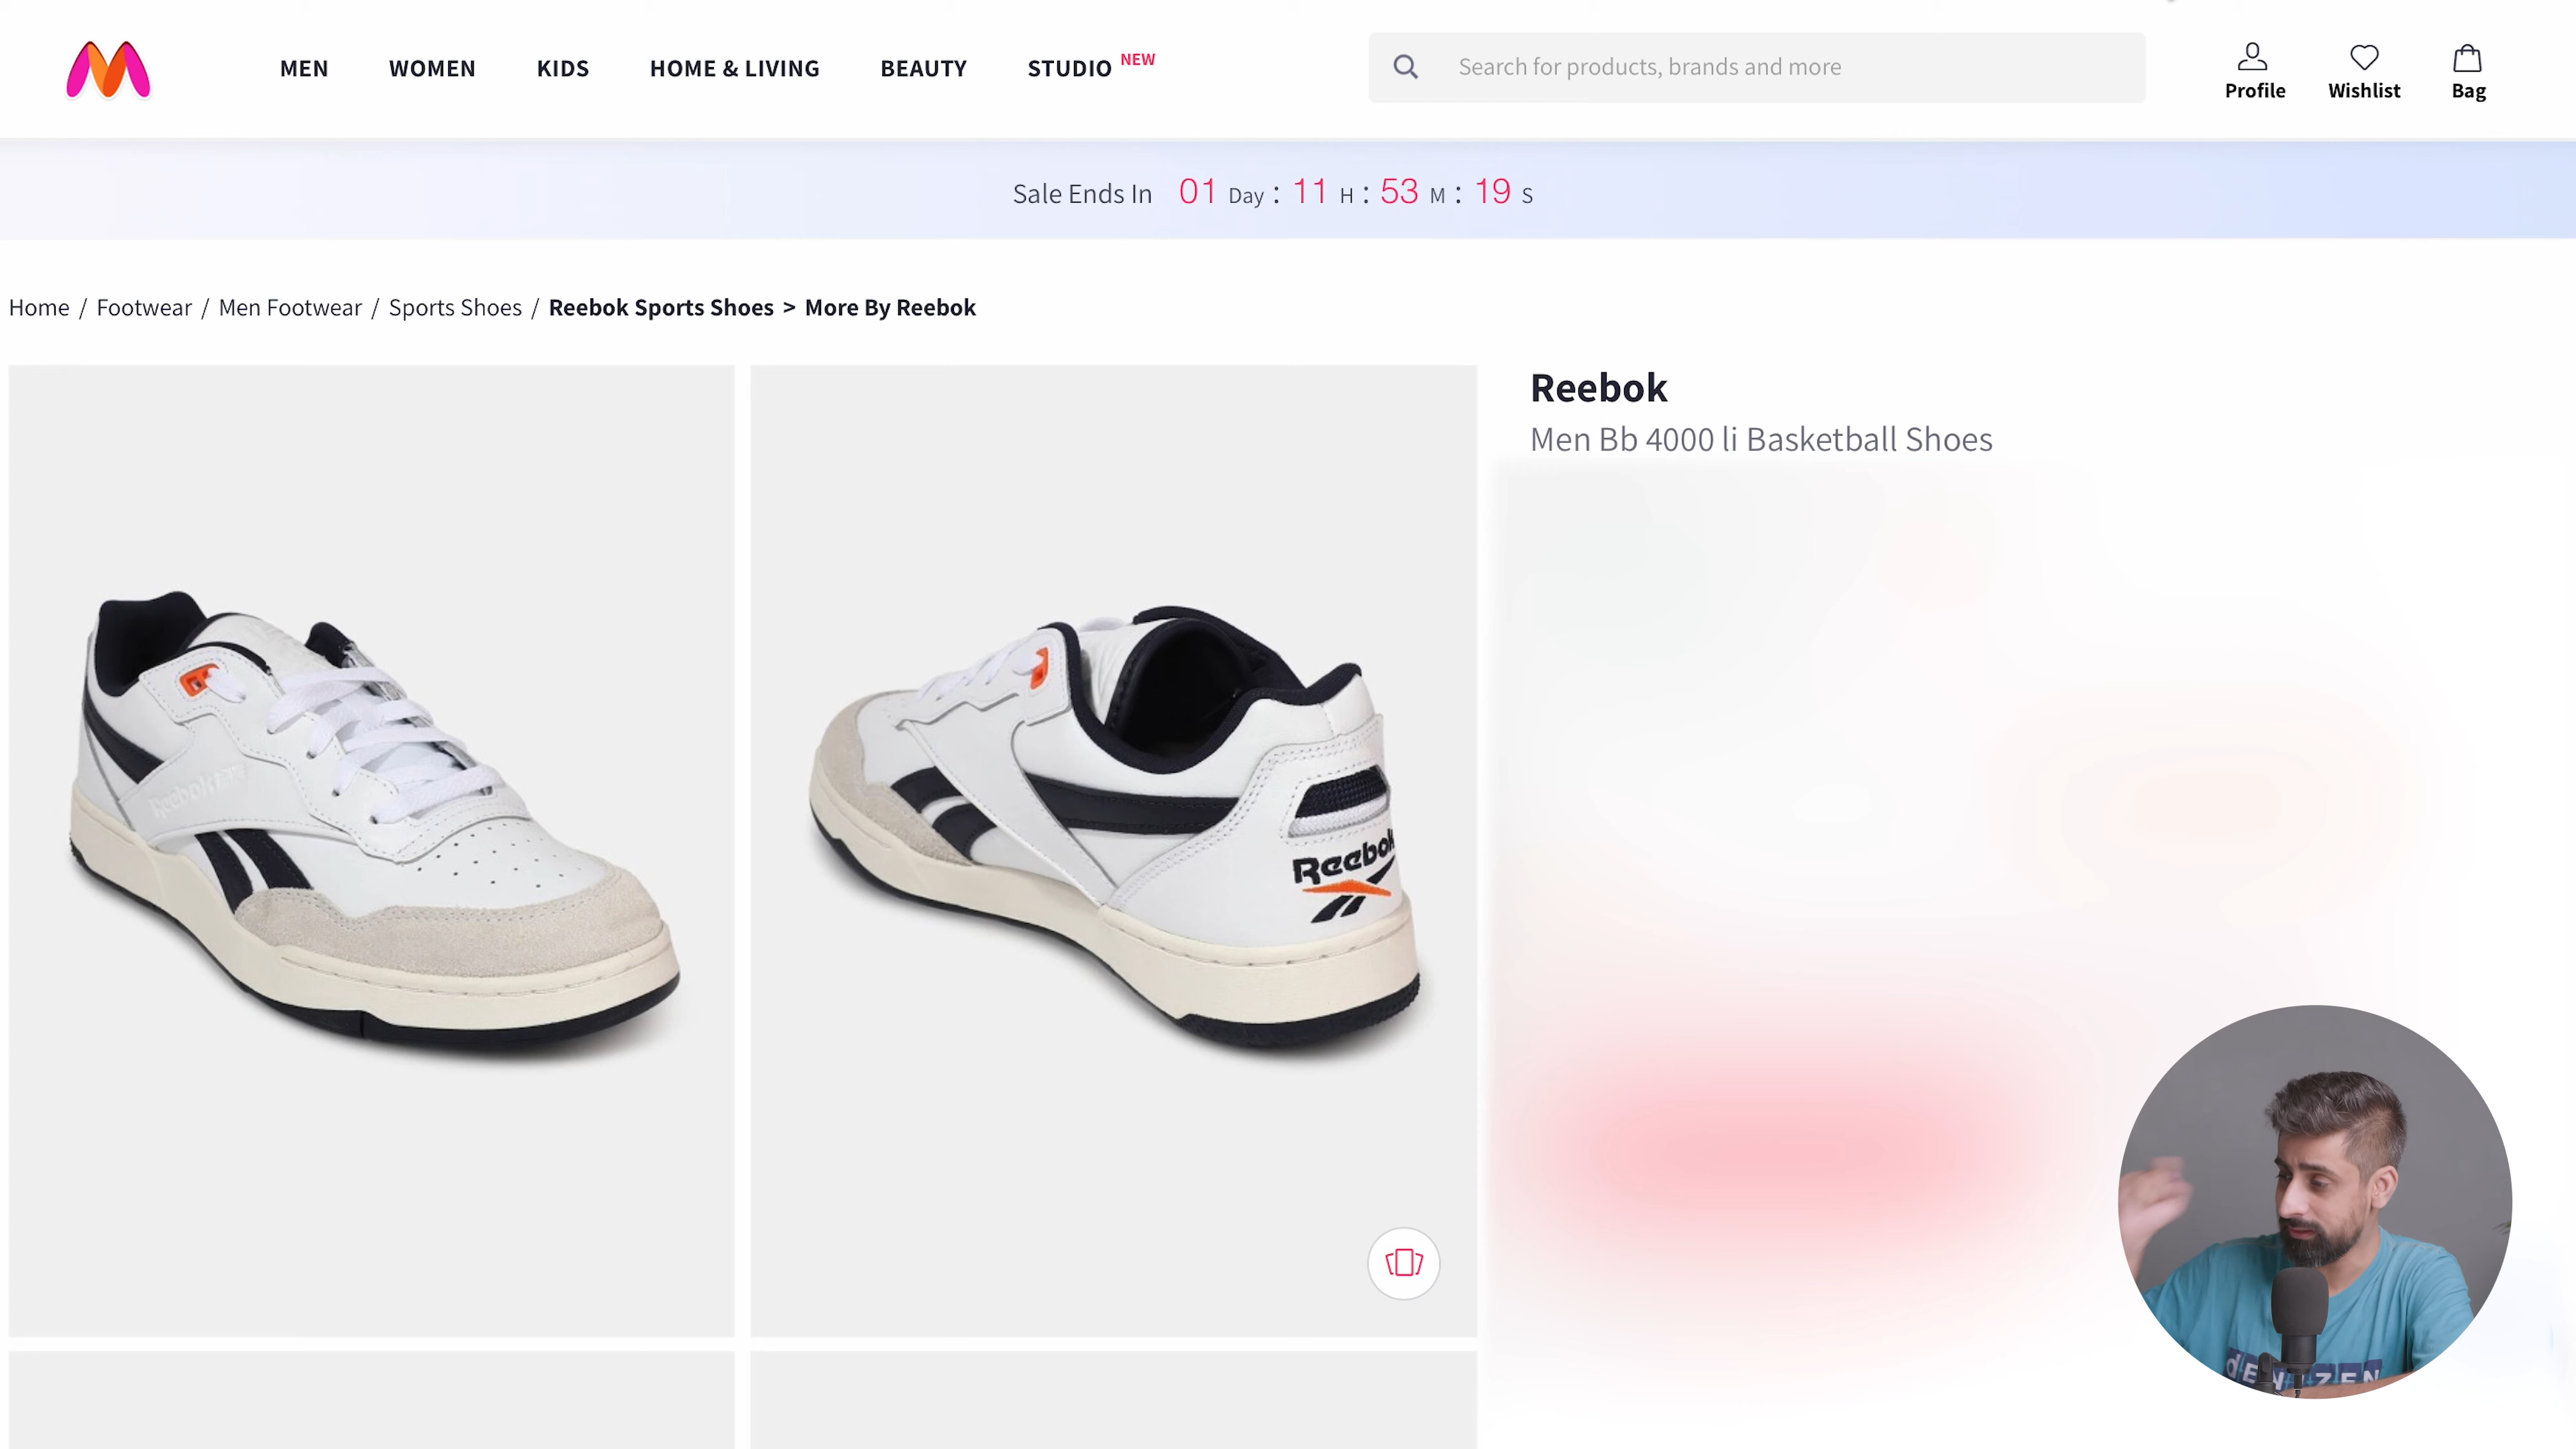 MEN WOMEN KIDS HOME & LIVING BEAUTY STUDIO NEW
Search for products, brands and more
Profile Wishlist Bag
Sale Ends In 01 Day : 11 H : 53 M : 19 S
Home / Footwear / Men Footwear / Sports Shoes / Reebok Sports Shoes > More By Reebok
Reebok
Men Bb 4000 Ii Basketball Shoes
Reebok
Reebok